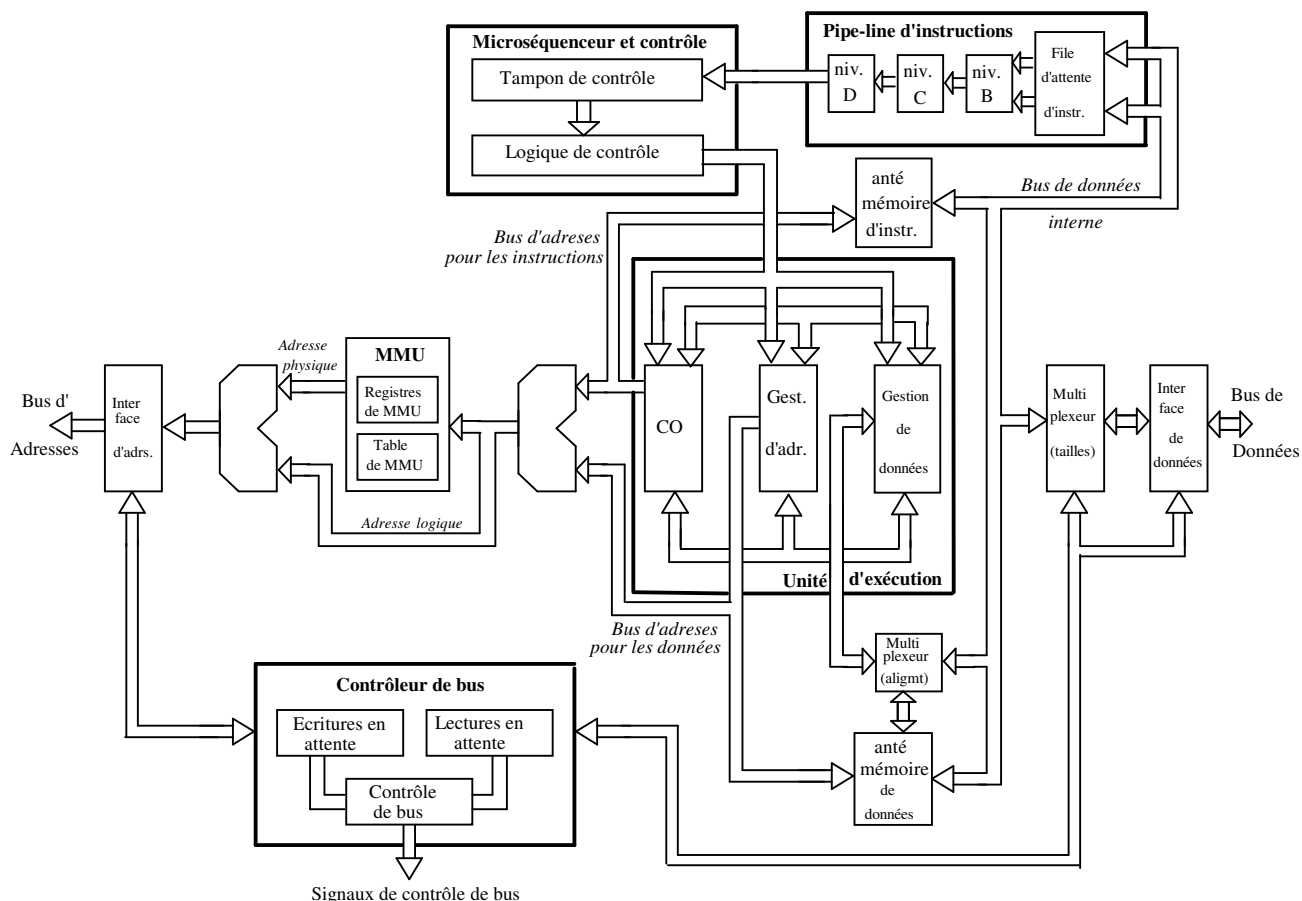 Microséquenceur et contrôle
Tampon de contrôle
Logique de contrôle
Pipe-line d'instructions
niv.
D
niv.
C
niv.
B
File
d'attente
d'instr.
anté
mémoire
d'instr.
Bus de données
interne
Bus d'adreses
pour les instructions
Adresse
physique
MMU
Registres
de MMU
Table
de MMU
Adresse logique
Bus d'
Adresses
Inter
face
d'adrs.
CO
Gest.
d'adr.
Gestion
de
données
Unité d'exécution
Multi
plexeur
(tailles)
Inter
face
de
données
Bus de
Données
Bus d'adreses
pour les données
Multi
plexeur
(aligmt)
anté
mémoire
de
données
Contrôleur de bus
Ecritures en
attente
Lectures en
attente
Contrôle
de bus
Signaux de contrôle de bus